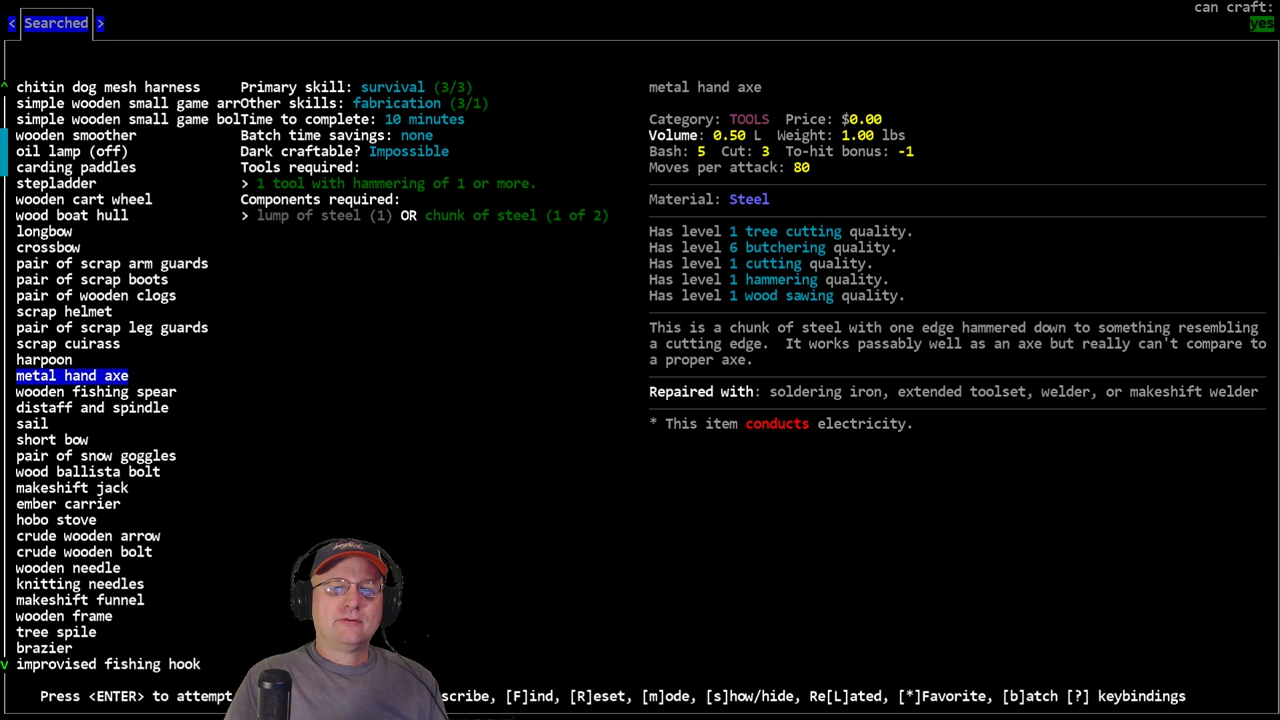 can craft:
< Searched > yes
^ chitin dog mesh harness Primary skill: survival (3/3) metal hand axe
simple wooden small game arrOther skills: fabrication (3/1)
simple wooden small game bolTime to complete: 10 minutes Category: TOOLS Price: $0.00
wooden smoother Batch time savings: none Volume: 0.50 L Weight: 1.00 lbs
oil lamp (off) Dark craftable? Impossible Bash: 5 Cut: 3 To-hit bonus: -1
carding paddles Tools required: Moves per attack: 80
stepladder > 1 tool with hammering of 1 or more.
wooden cart wheel Components required: Material: Steel
wood boat hull > lump of steel (1) OR chunk of steel (1 of 2)
longbow Has level 1 tree cutting quality.
crossbow Has level 6 butchering quality.
pair of scrap arm guards Has level 1 cutting quality.
pair of scrap boots Has level 1 hammering quality.
pair of wooden clogs Has level 1 wood sawing quality.
scrap helmet
pair of scrap leg guards This is a chunk of steel with one edge hammered down to something resembling
scrap cuirass a cutting edge. It works passably well as an axe but really can't compare to
harpoon a proper axe.
metal hand axe
wooden fishing spear Repaired with: soldering iron, extended toolset, welder, or makeshift welder
distaff and spindle
sail * This item conducts electricity.
short bow
pair of snow goggles
wood ballista bolt
makeshift jack
ember carrier
hobo stove
crude wooden arrow
crude wooden bolt
wooden needle
knitting needles
makeshift funnel
wooden frame
tree spile
brazier
v improvised fishing hook
Press <ENTER> to attempt scribe, [F]ind, [R]eset, [m]ode, [s]how/hide, Re[L]ated, [*]Favorite, [b]atch [?] keybindings